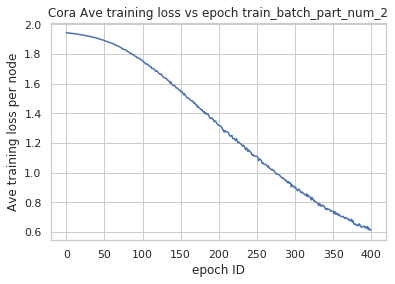 Cora Ave training loss vs epoch train_batch_part_num_2
Ave training loss per node
2.0
1.8
1.6
1.4
1.2
1.0
0.8
0.6
0 50 100 150 200 250 300 350 400
epoch ID